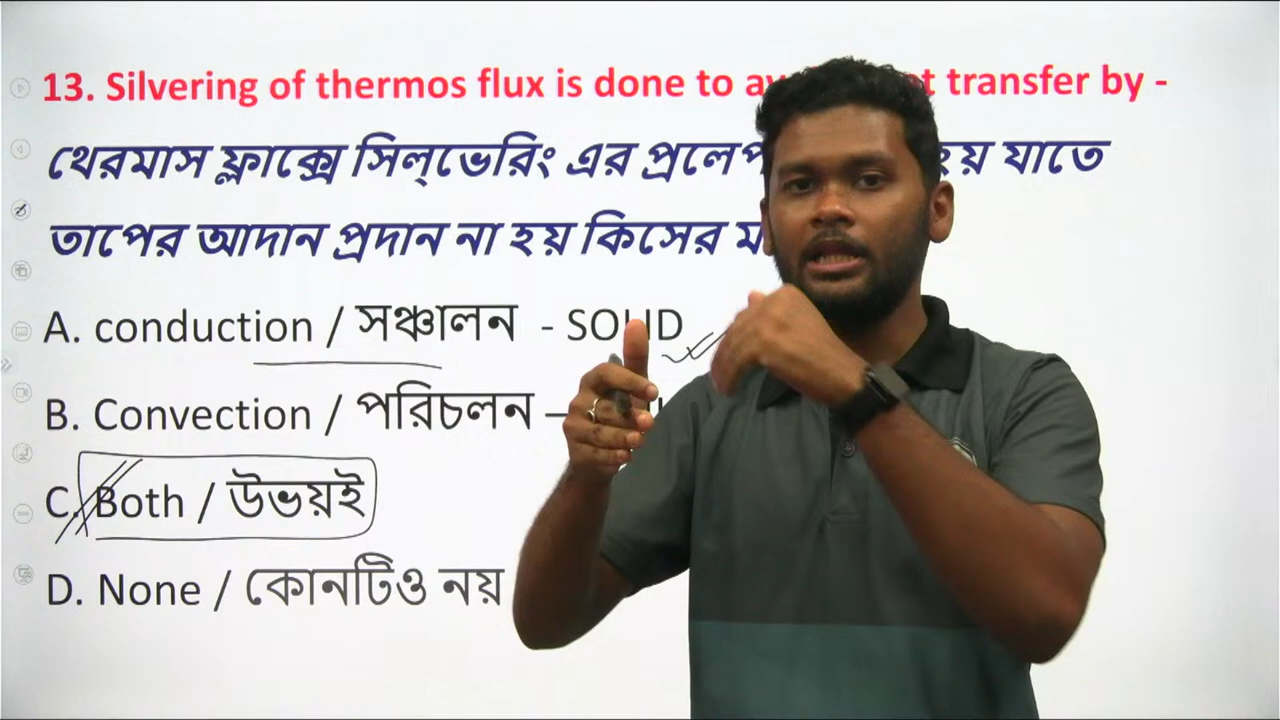 13. Silvering of thermos flux is done to transfer by -
থেরমাস ফ্লাক্সে সিল্ভেরিং এর প্রলেপ হয় যাতে
তাপের আদান প্রদান না হয় কিসের
A. conduction / সঞ্চালন - SOLID
B. Convection / পরিচলন –
C. Both / উভয়ই
D. None / কোনটিও নয়